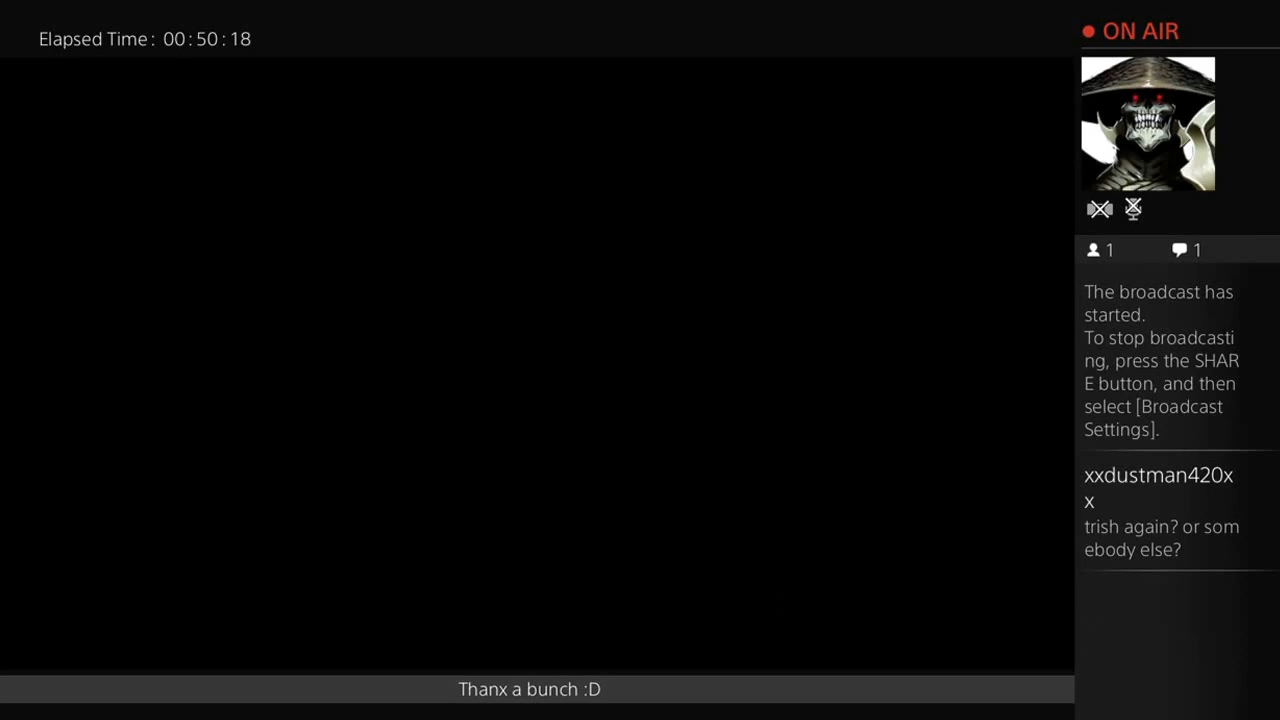 Elapsed Time: 00:50:18
ON AIR
1 1
The broadcast has
started.
To stop broadcasti
ng, press the SHAR
E button, and then
select [Broadcast
Settings].
xxdustman420x
x
trish again? or som
ebody else?
Thanx a bunch :D